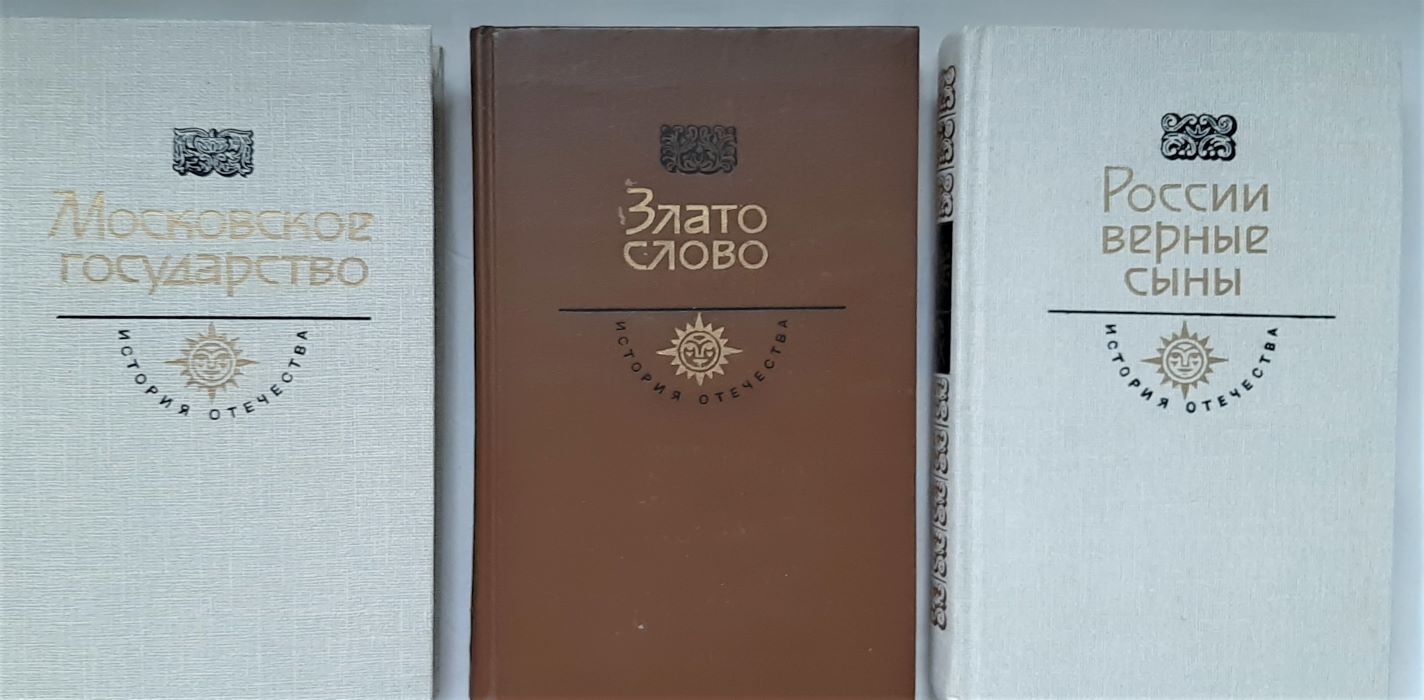 Московское
государство
ИСТОРИЯ ОТЕЧЕСТВА
Злато
слово
ИСТОРИЯ ОТЕЧЕСТВА
России
верные
сыны
ИСТОРИЯ ОТЕЧЕСТВА